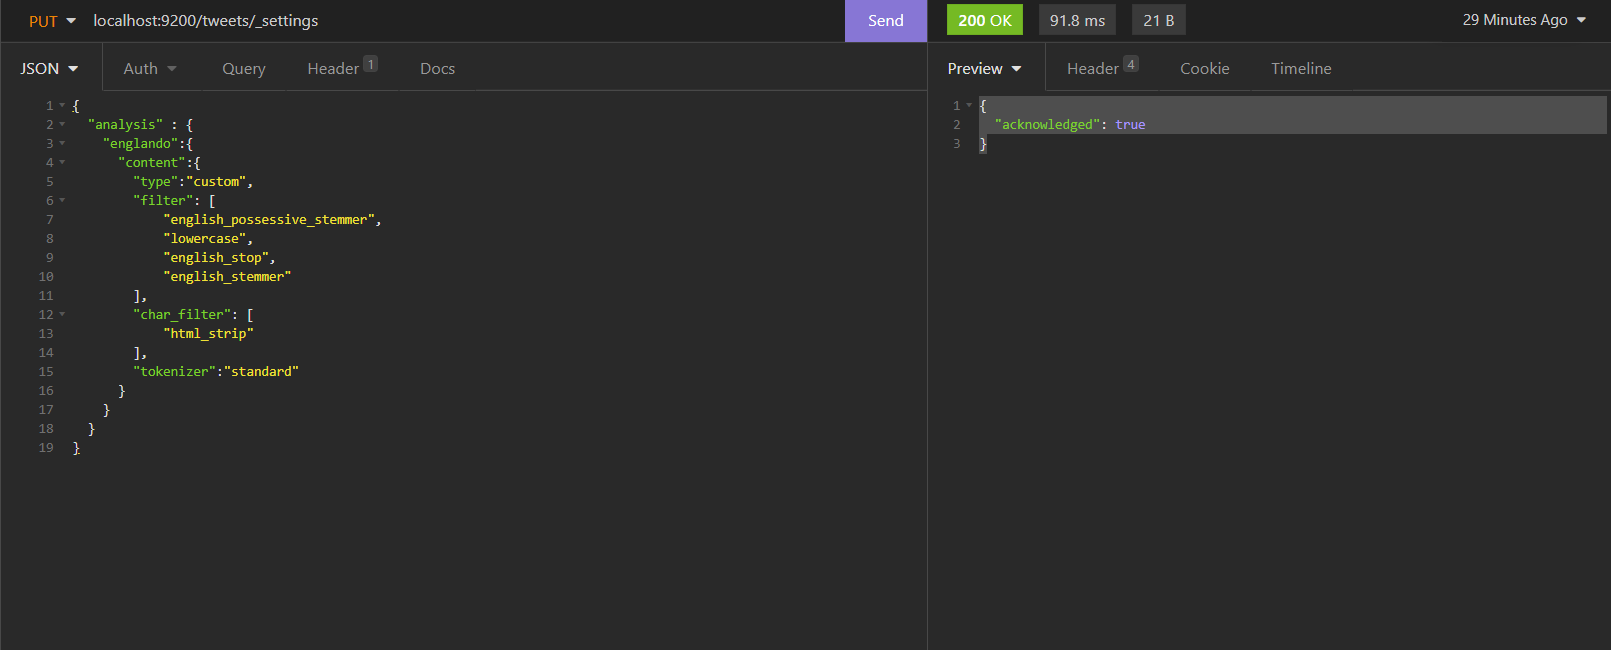 PUT localhost:9200/tweets/_settings Send 200 OK 91.8 ms 21 B 29 Minutes Ago
JSON Auth Query Header 1 Docs Preview Header 4 Cookie Timeline
1 {
2 "analysis" : {
3 "englando":{
4 "content":{
5 "type":"custom",
6 "filter": [
7 "english_possessive_stemmer",
8 "lowercase",
9 "english_stop",
10 "english_stemmer"
11 ],
12 "char_filter": [
13 "html_strip"
14 ],
15 "tokenizer":"standard"
16 }
17 }
18 }
19 }
1 {
2 "acknowledged": true
3 }